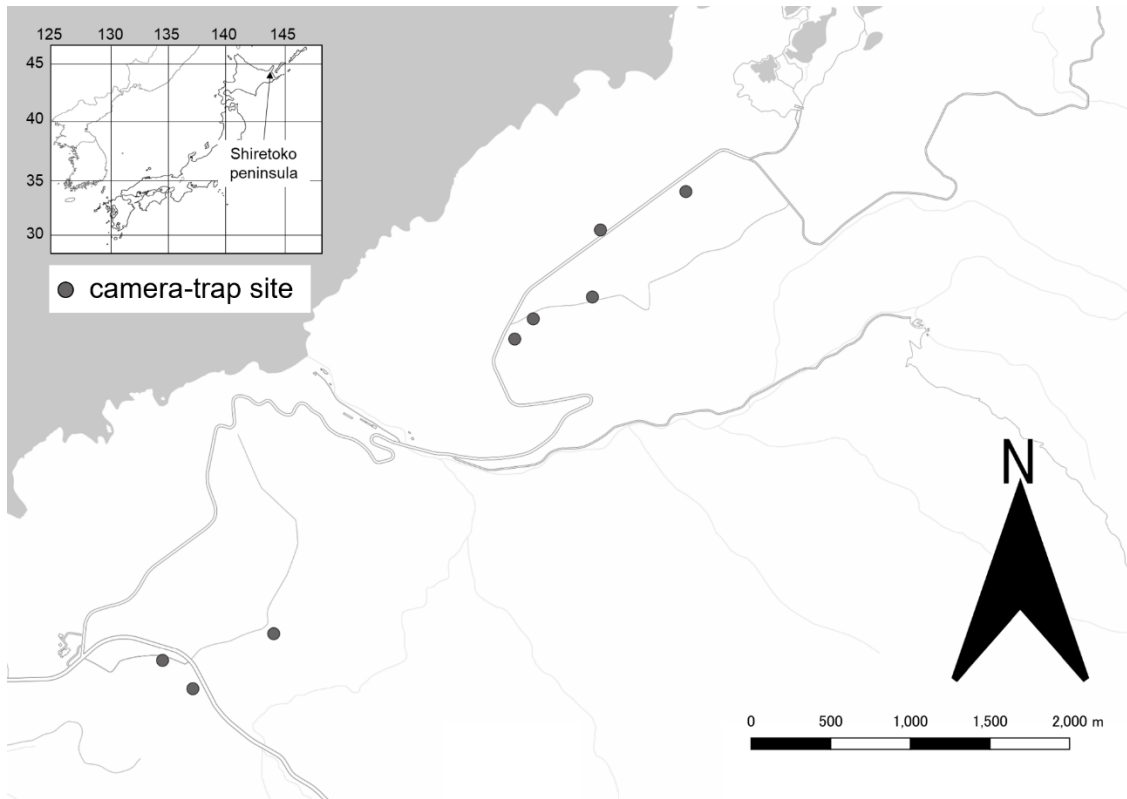 125 130 135 140 145
45
40
35
30
Shiretoko
peninsula
camera-trap site
N
0 500 1,000 1,500 2,000 m